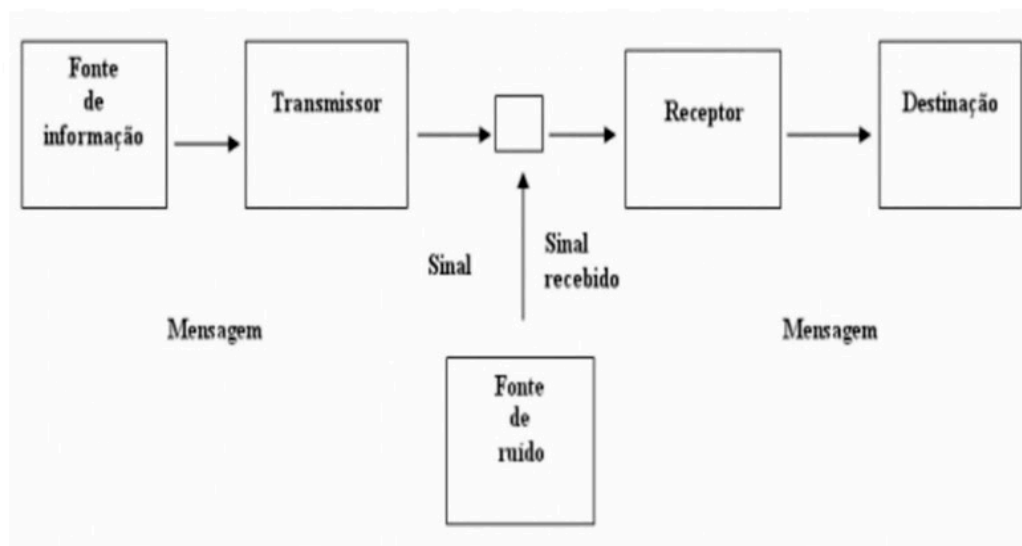 Fonte
de
informação
Transmissor
Receptor
Destinação
Sinal
Sinal
recebido
Mensagem
Mensagem
Fonte
de
ruído